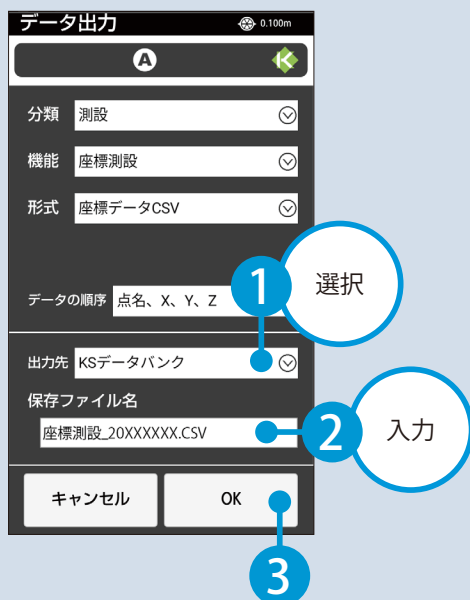 データ出力 0.100m
A K
分類 測設
機能 座標測設
形式 座標データCSV
データの順序 点名、X、Y、Z
1 選択
出力先 KSデータバンク
保存ファイル名
座標測設_20XXXXXX.CSV
2 入力
キャンセル OK
3